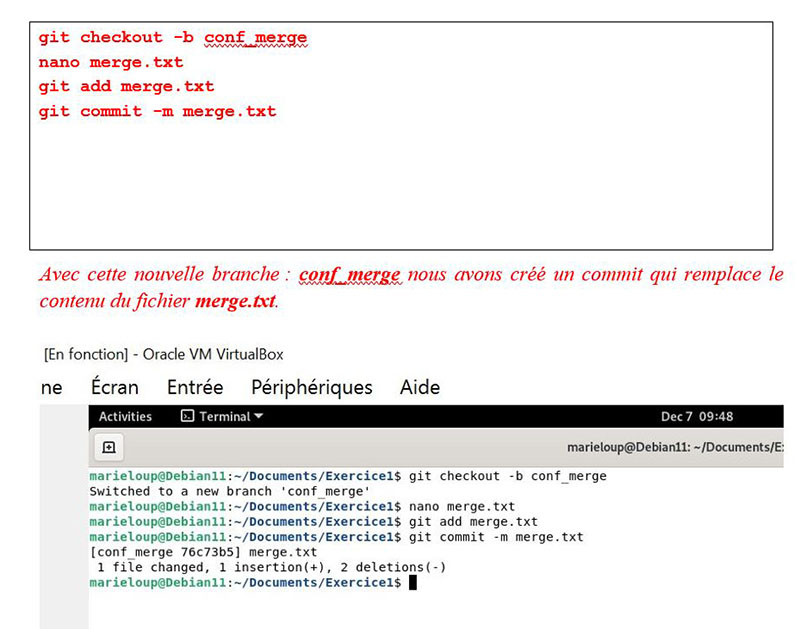 git checkout -b conf_merge
nano merge.txt
git add merge.txt
git commit -m merge.txt
Avec cette nouvelle branche : conf_merge nous avons créé un commit qui remplace le
contenu du fichier merge.txt.
[En fonction] - Oracle VM VirtualBox
ne Écran Entrée Périphériques Aide
Activities Terminal Dec 7 09:48
marieloup@Debian11: ~/Documents/E
marieloup@Debian11:~/Documents/Exercice1$ git checkout -b conf_merge
Switched to a new branch 'conf_merge'
marieloup@Debian11:~/Documents/Exercice1$ nano merge.txt
marieloup@Debian11:~/Documents/Exercice1$ git add merge.txt
marieloup@Debian11:~/Documents/Exercice1$ git commit -m merge.txt
[conf_merge 76c73b5] merge.txt
1 file changed, 1 insertion(+), 2 deletions(-)
marieloup@Debian11:~/Documents/Exercice1$